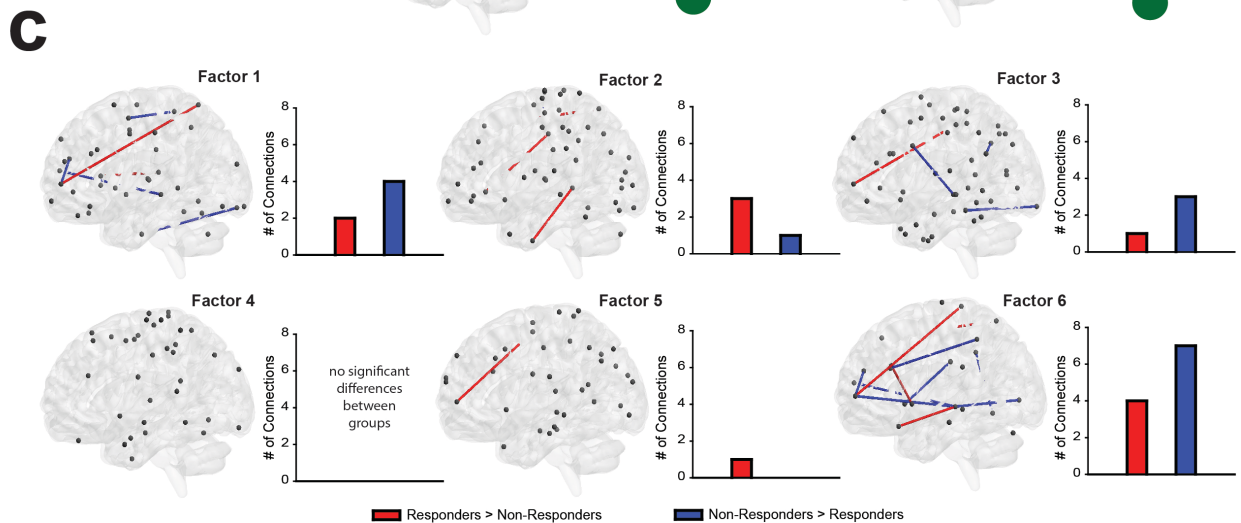 C
Factor 1
# of Connections
8
6
4
2
0
Factor 2
# of Connections
8
6
4
2
0
Factor 3
# of Connections
8
6
4
2
0
Factor 4
# of Connections
8
6
4
2
0
no significant
differences
between
groups
Factor 5
# of Connections
8
6
4
2
0
Factor 6
# of Connections
8
6
4
2
0
Responders > Non-Responders
Non-Responders > Responders